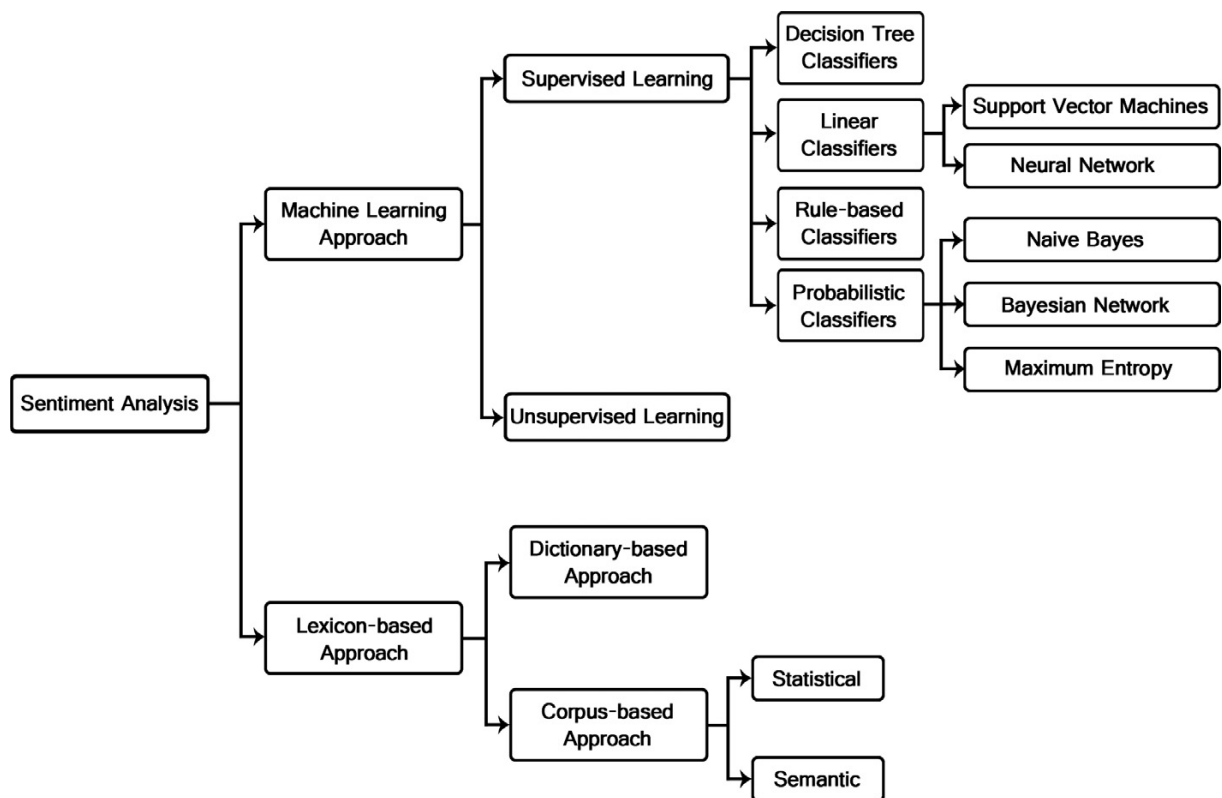 Sentiment Analysis
Machine Learning
Approach
Lexicon-based
Approach
Supervised Learning
Unsupervised Learning
Dictionary-based
Approach
Corpus-based
Approach
Decision Tree
Classifiers
Linear
Classifiers
Rule-based
Classifiers
Probabilistic
Classifiers
Statistical
Semantic
Support Vector Machines
Neural Network
Naive Bayes
Bayesian Network
Maximum Entropy